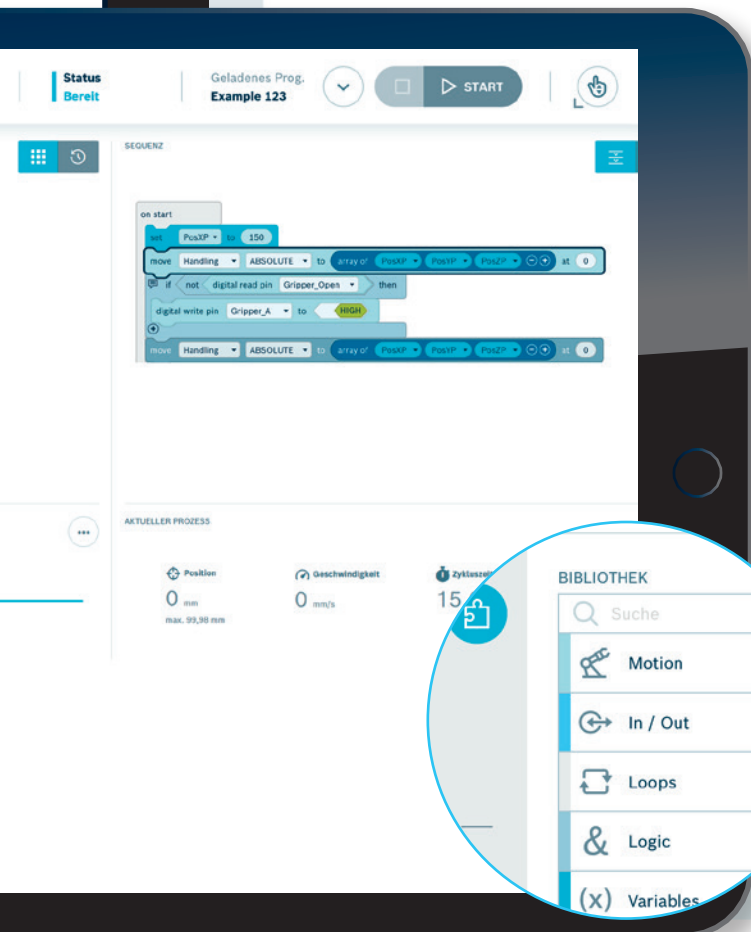 Status
Bereit
Geladenes Prog.
Example 123
START
SEQUENZ
on start
set PosXP to 150
move Handling ABSOLUTE to array of PosXP PosYP PosZP at 0
if not digital read pin Gripper_Open then
digital write pin Gripper_A to HIGH
move Handling ABSOLUTE to array of PosXP PosYP PosZP at 0
AKTUELLER PROZESS
Position
0 mm
max. 99,98 mm
Geschwindigkeit
0 mm/s
Zykluszeit
15
BIBLIOTHEK
Suche
Motion
In / Out
Loops
& Logic
(x) Variables